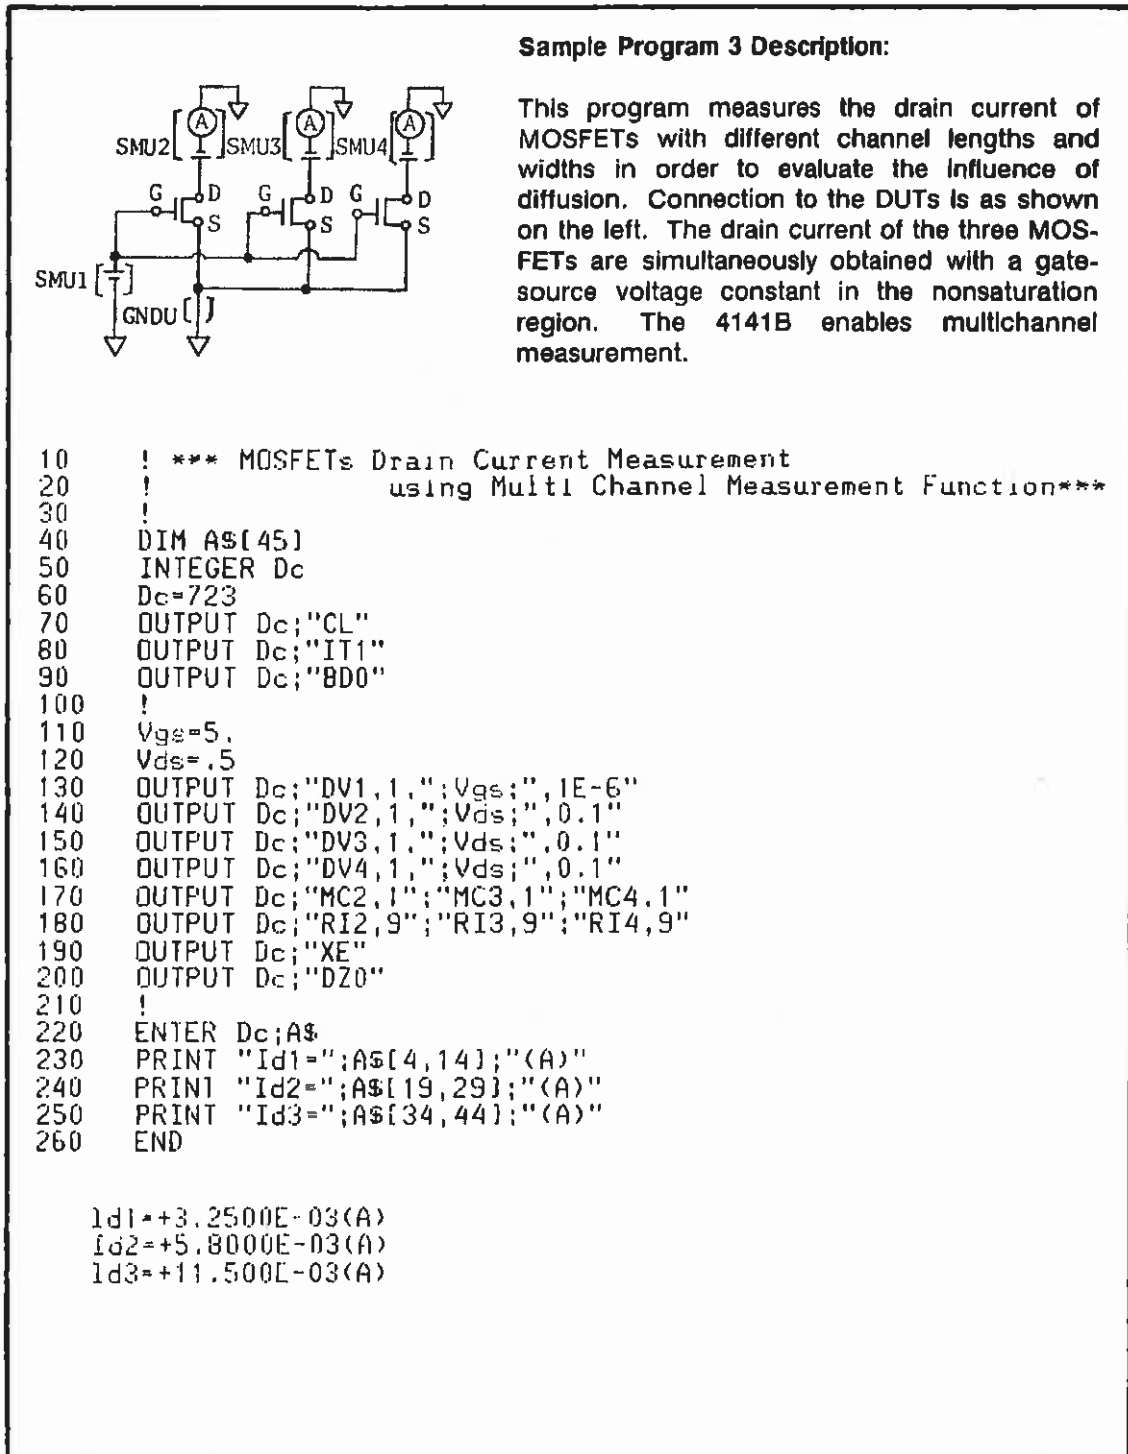 Sample Program 3 Description:
This program measures the drain current of
MOSFETs with different channel lengths and
widths in order to evaluate the influence of
diffusion. Connection to the DUTs is as shown
on the left. The drain current of the three MOS-
FETs are simultaneously obtained with a gate-
source voltage constant in the nonsaturation
region. The 4141B enables multichannel
measurement.
A A A
SMU2 SMU3 SMU4
G D G D G D
S S S
SMU1
GNDU
10 ! *** MOSFETs Drain Current Measurement
20 ! using Multi Channel Measurement Function***
30 !
40 DIM A$[45]
50 INTEGER Dc
60 Dc=723
70 OUTPUT Dc;"CL"
80 OUTPUT Dc;"IT1"
90 OUTPUT Dc;"BD0"
100 !
110 Vgs=5.
120 Vds=.5
130 OUTPUT Dc;"DV1,1,";Vgs;",1E-6"
140 OUTPUT Dc;"DV2,1,";Vds;",0.1"
150 OUTPUT Dc;"DV3,1,";Vds;",0.1"
160 OUTPUT Dc;"DV4,1,";Vds;",0.1"
170 OUTPUT Dc;"MC2,1";"MC3,1";"MC4,1"
180 OUTPUT Dc;"RI2,9";"RI3,9";"RI4,9"
190 OUTPUT Dc;"XE"
200 OUTPUT Dc;"DZ0"
210 !
220 ENTER Dc;A$
230 PRINT "Id1=";A$[4,14];"(A)"
240 PRINT "Id2=";A$[19,29];"(A)"
250 PRINT "Id3=";A$[34,44];"(A)"
260 END
Id1=+3.2500E-03(A)
Id2=+5.8000E-03(A)
Id3=+11.500E-03(A)